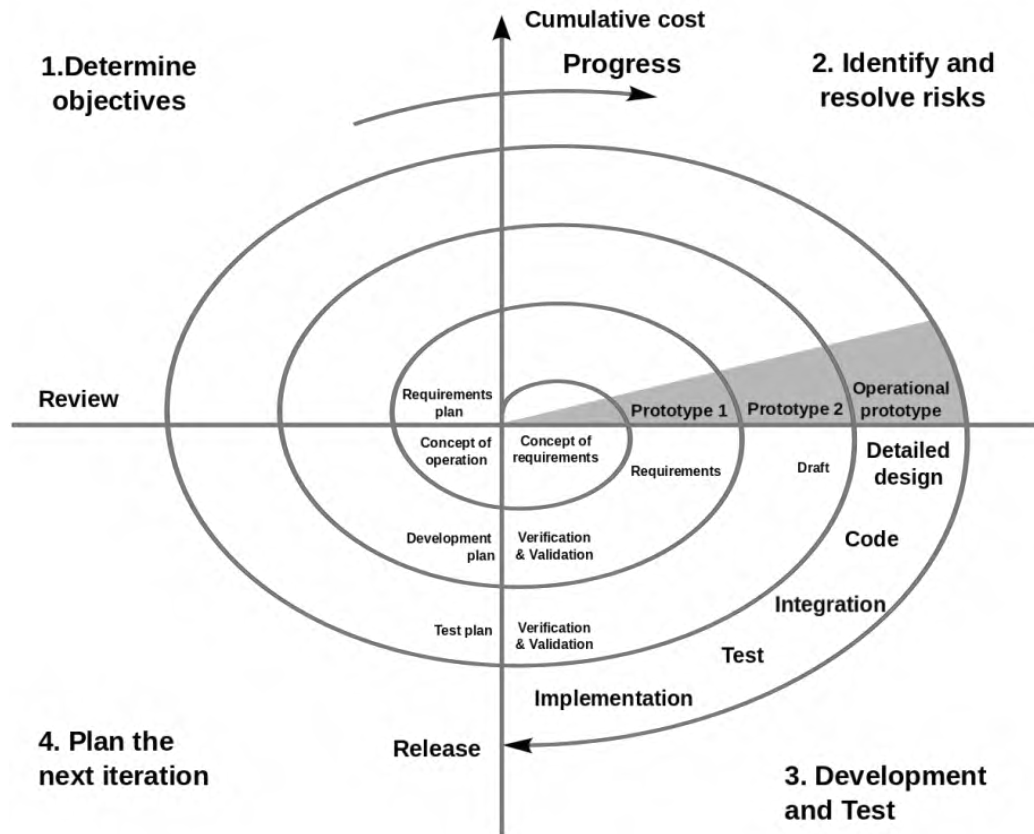 Cumulative cost
Progress
1.Determine
objectives
2. Identify and
resolve risks
Review
Requirements
plan
Prototype 1
Prototype 2
Operational
prototype
Concept of
operation
Concept of
requirements
Requirements
Draft
Detailed
design
Development
plan
Verification
& Validation
Code
Integration
Test plan
Verification
& Validation
Test
Implementation
4. Plan the
next iteration
Release
3. Development
and Test